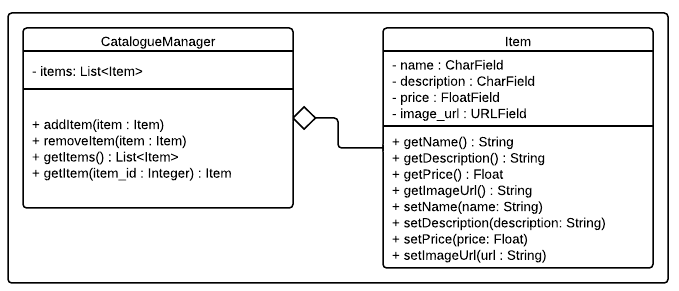 CatalogueManager
- items: List<Item>
+ addItem(item : Item)
+ removeItem(item : Item)
+ getItems() : List<Item>
+ getItem(item_id : Integer) : Item
Item
- name : CharField
- description : CharField
- price : FloatField
- image_url : URLField
+ getName() : String
+ getDescription() : String
+ getPrice() : Float
+ getImageUrl() : String
+ setName(name: String)
+ setDescription(description: String)
+ setPrice(price: Float)
+ setImageUrl(url : String)